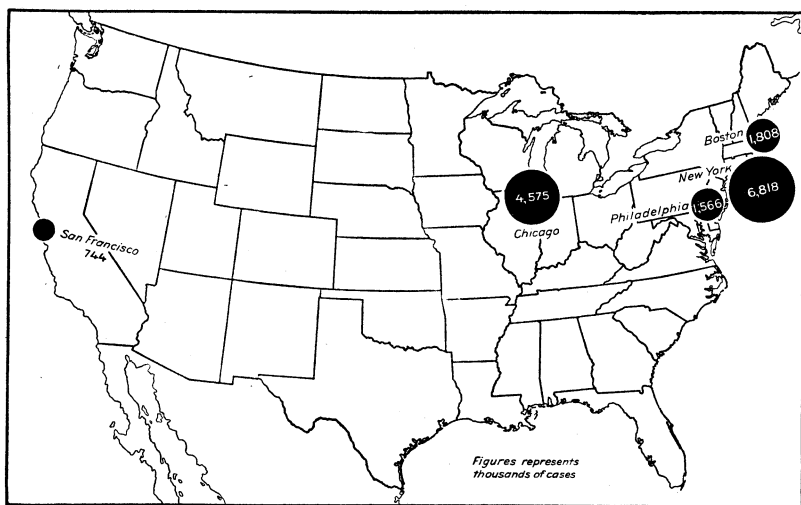 Boston 1,808
New York
6,818
4,575
Philadelphia 1,566
Chicago
San Francisco
744
Figures represents
thousands of cases